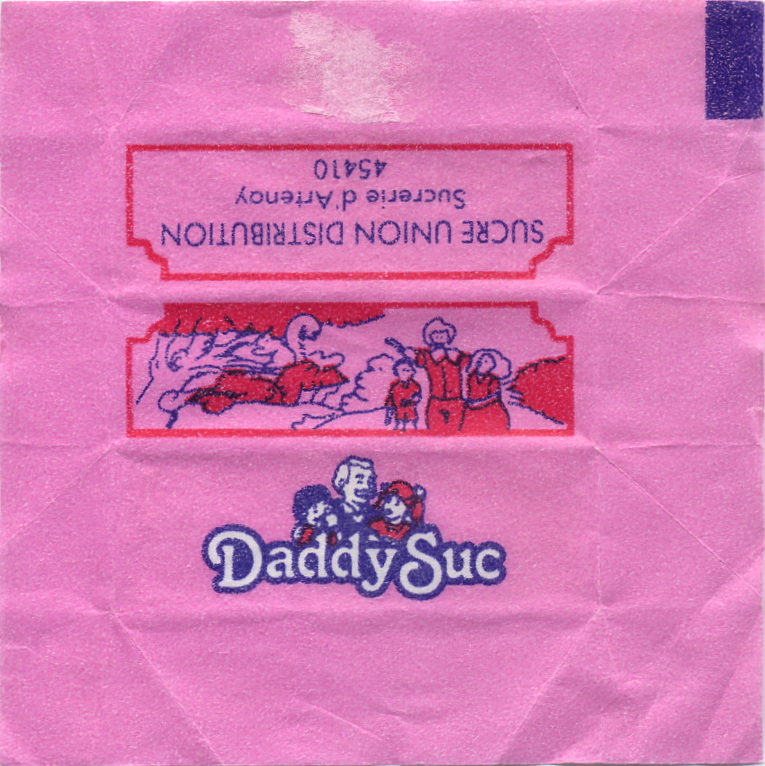 SUCRE UNION DISTRIBUTION
Sucrerie d'Artenay
45410
Daddy Suc